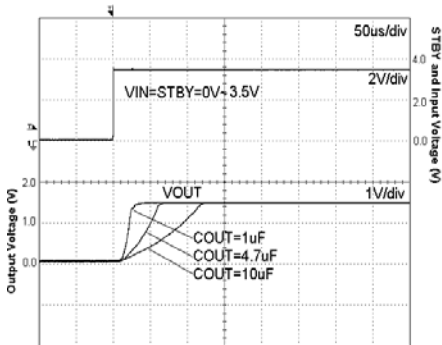 50us/div
2V/div
VIN=STBY=0V~3.5V
4.0
2.0
0.0
STBY and Input Voltage (V)
2.0
1.0
0.0
Output Voltage (V)
VOUT
1V/div
COUT=1uF
COUT=4.7uF
COUT=10uF